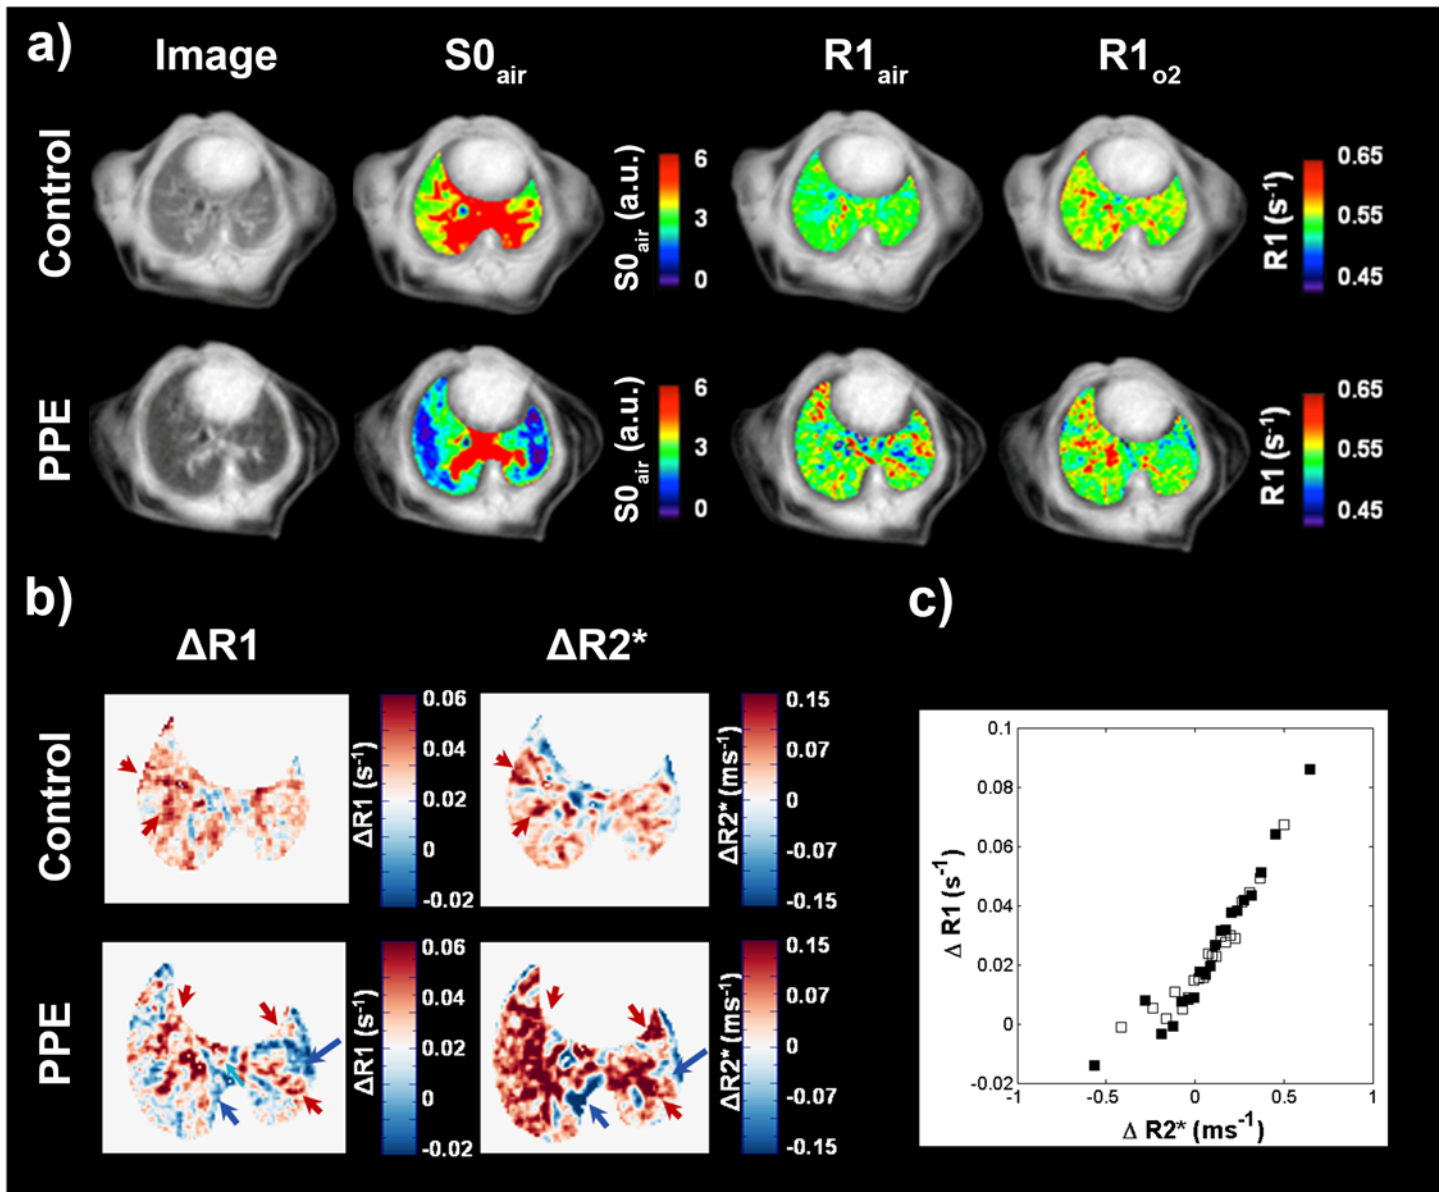 a)
Image
S0air
R1air
R1o2
Control
S0air (a.u.)
6
3
0
R1 (s-1)
0.65
0.55
0.45
PPE
S0air (a.u.)
6
3
0
R1 (s-1)
0.65
0.55
0.45
b)
ΔR1
ΔR2*
Control
0.06
0.04
0.02
0
-0.02
ΔR1 (s-1)
0.15
0.07
0
-0.07
-0.15
ΔR2* (ms-1)
PPE
0.06
0.04
0.02
0
-0.02
ΔR1 (s-1)
0.15
0.07
0
-0.07
-0.15
ΔR2* (ms-1)
c)
0.1
0.08
0.06
0.04
0.02
0
-0.02
Δ R1 (s-1)
-1
-0.5
0
0.5
1
Δ R2* (ms-1)